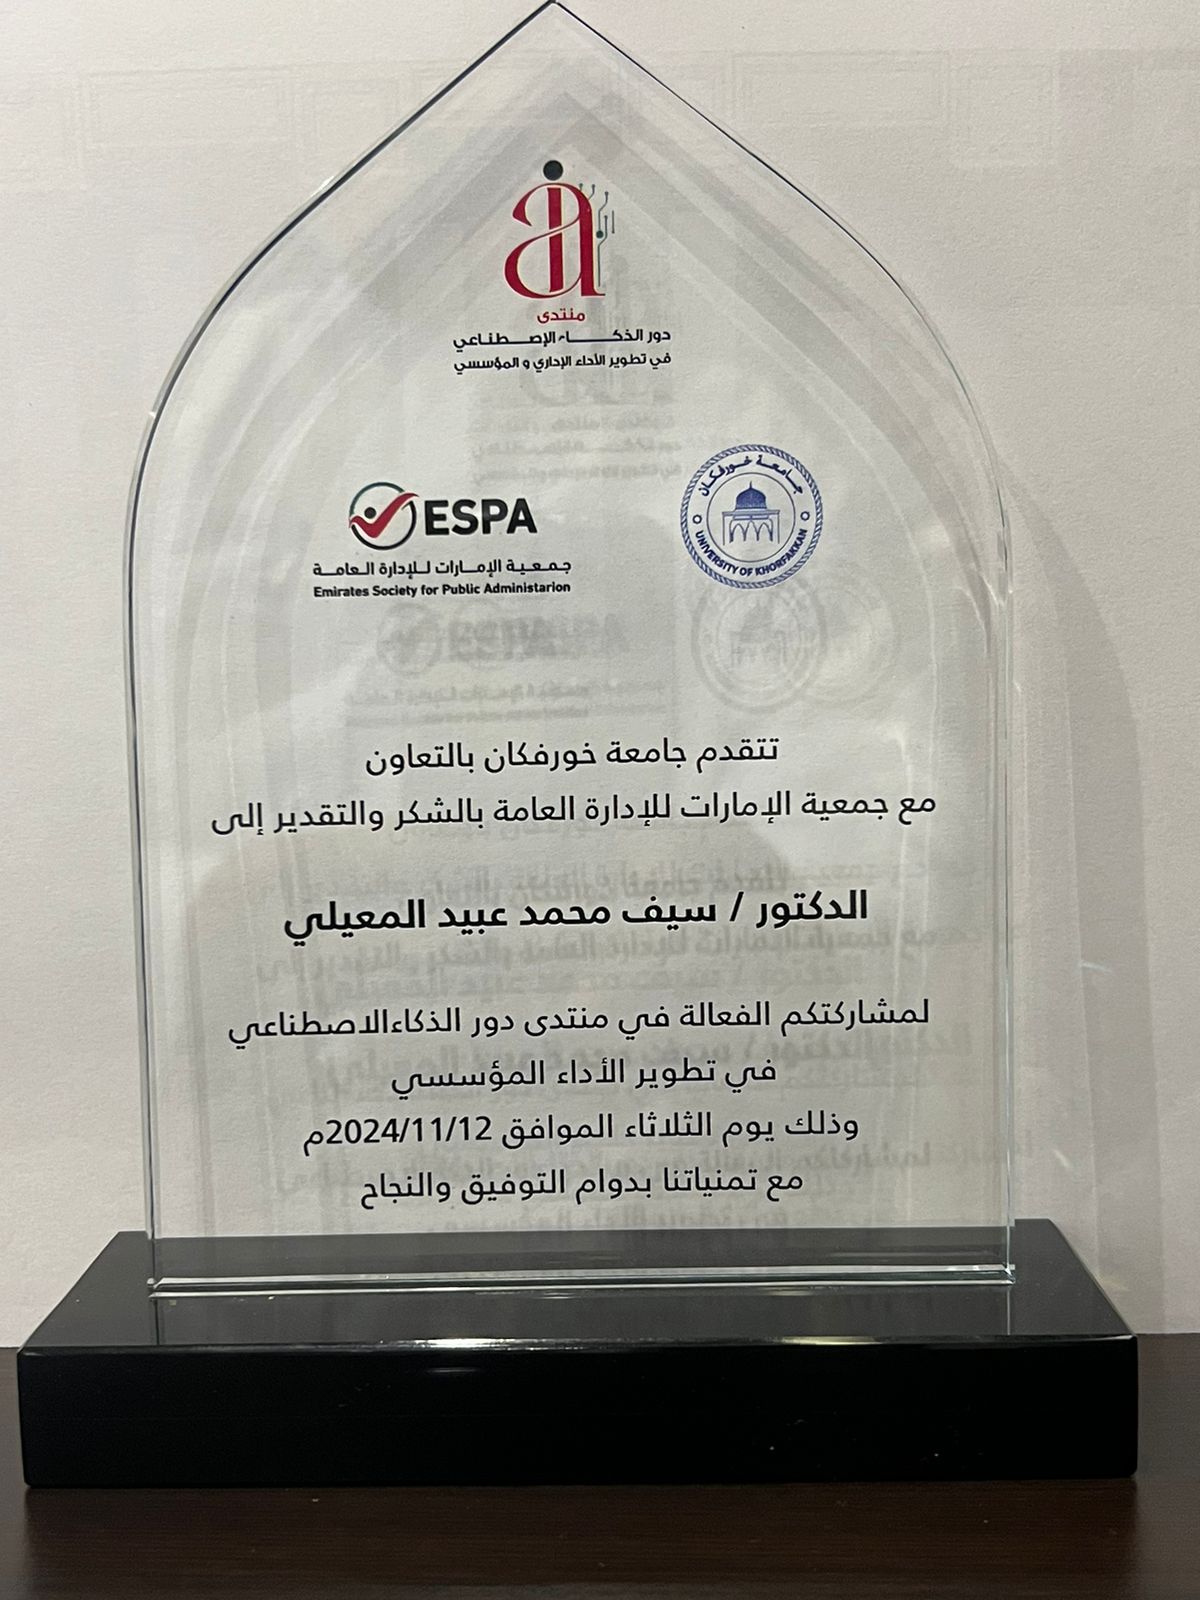 منتدى
دور الذكاء الإصطناعي
في تطوير الأداء الإداري و المؤسسي
جامعة خورفكان
UNIVERSITY OF KHORFAKKAN
ESPA
جمعية الإمارات للإدارة العامة
Emirates Society for Public Administarion
تتقدم جامعة خورفكان بالتعاون
مع جمعية الإمارات للإدارة العامة بالشكر والتقدير إلى
الدكتور / سيف محمد عبيد المعيلي
لمشاركتكم الفعالة في منتدى دور الذكاءالاصطناعي
في تطوير الأداء المؤسسي
وذلك يوم الثلاثاء الموافق 2024/11/12م
مع تمنياتنا بدوام التوفيق والنجاح